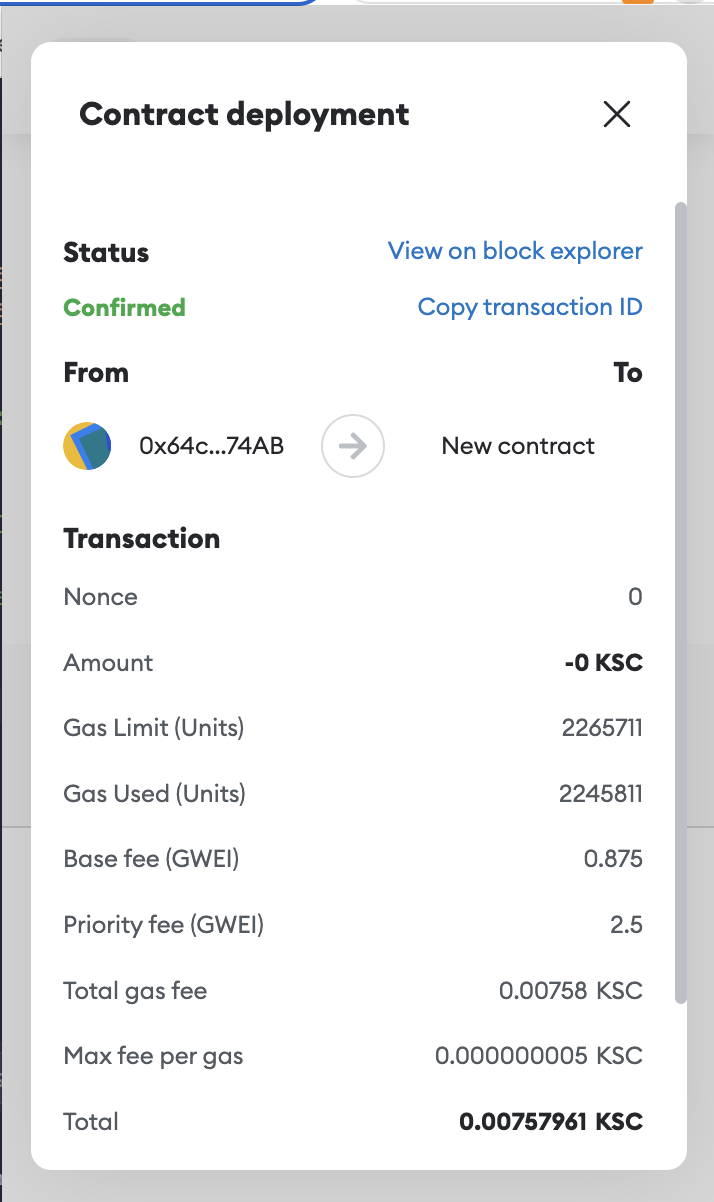 Contract deployment
Status View on block explorer
Confirmed Copy transaction ID
From To
0x64c...74AB New contract
Transaction
Nonce 0
Amount -0 KSC
Gas Limit (Units) 2265711
Gas Used (Units) 2245811
Base fee (GWEI) 0.875
Priority fee (GWEI) 2.5
Total gas fee 0.00758 KSC
Max fee per gas 0.000000005 KSC
Total 0.00757961 KSC